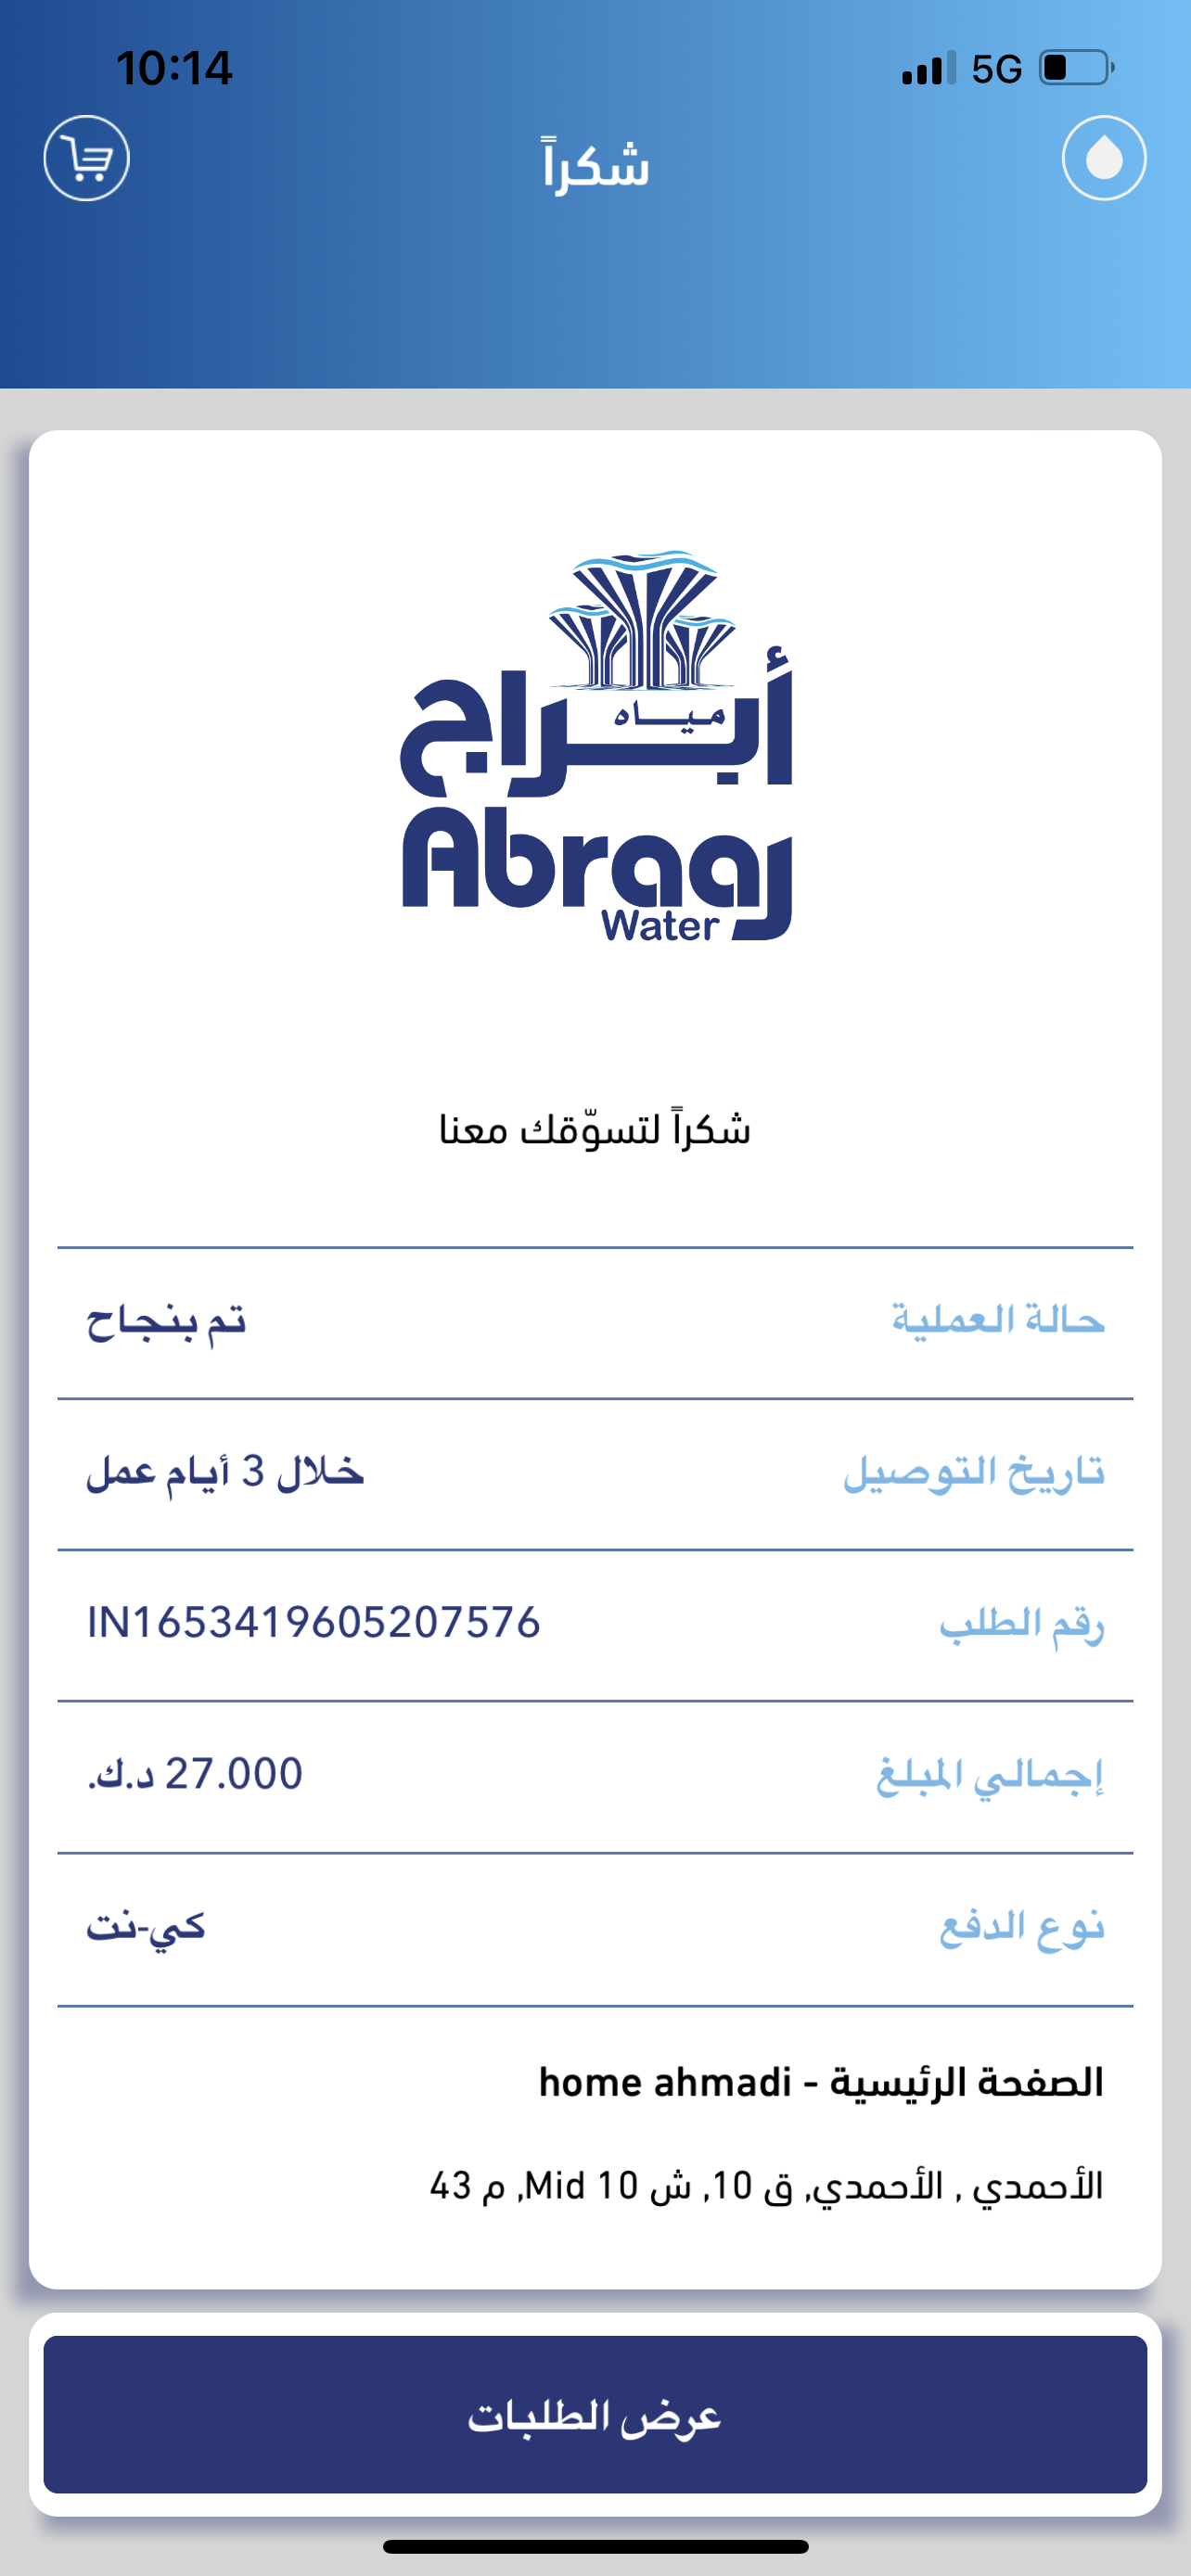 10:14
5G
شكراً
أبراج
مياه
Abraaj
Water
شكراً لتسوّقك معنا
حالة العملية تم بنجاح
تاريخ التوصيل خلال 3 أيام عمل
رقم الطلب IN1653419605207576
إجمالي المبلغ 27.000 د.ك.
نوع الدفع كي-نت
الصفحة الرئيسية - home ahmadi
الأحمدي , الأحمدي, ق 10, ش 10 Mid, م 43
عرض الطلبات